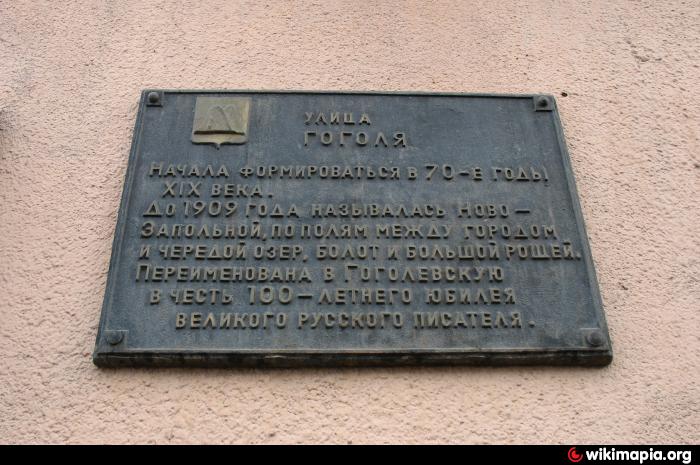 УЛИЦА
ГОГОЛЯ
НАЧАЛА ФОРМИРОВАТЬСЯ В 70-Е ГОДЫ
XIX ВЕКА.
ДО 1909 ГОДА НАЗЫВАЛАСЬ НОВО-
ЗАПОЛЬНОЙ, ПО ПОЛЯМ МЕЖДУ ГОРОДОМ
И ЧЕРЕДОЙ ОЗЕР, БОЛОТ И БОЛЬШОЙ РОЩЕЙ.
ПЕРЕИМЕНОВАНА В ГОГОЛЕВСКУЮ
В ЧЕСТЬ 100-ЛЕТНЕГО ЮБИЛЕЯ
ВЕЛИКОГО РУССКОГО ПИСАТЕЛЯ.
wikimapia.org